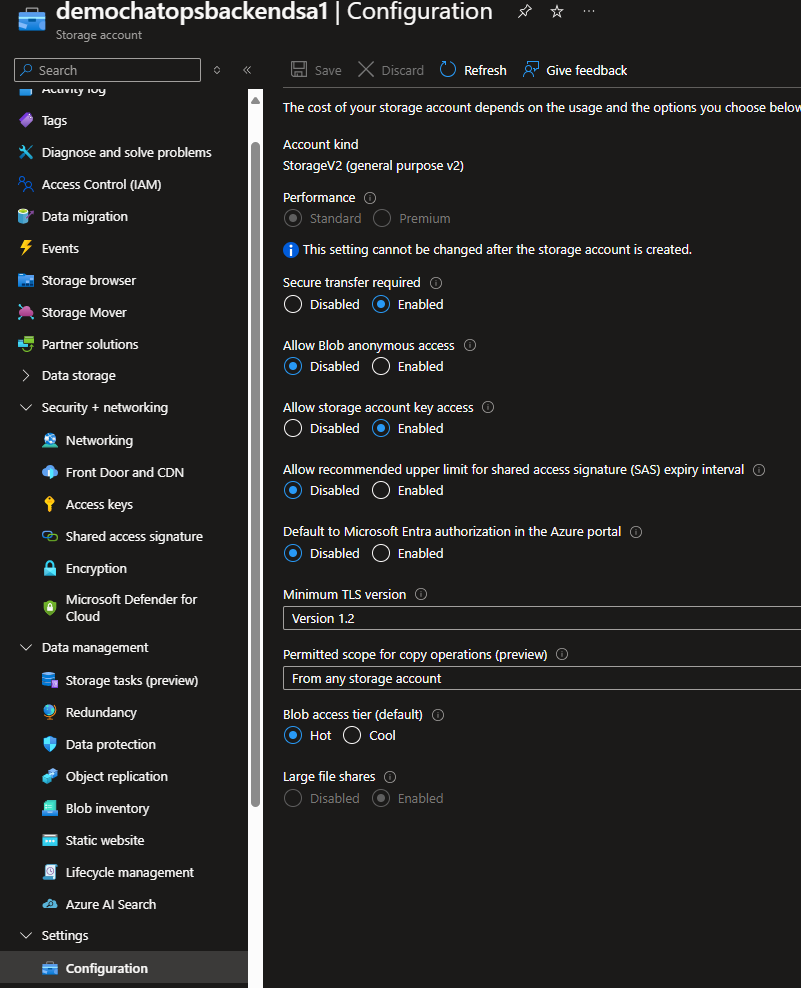 demochatopsbackendsa1 | Configuration
Storage account
Search
Activity log
Tags
Diagnose and solve problems
Access Control (IAM)
Data migration
Events
Storage browser
Storage Mover
Partner solutions
Data storage
Security + networking
Networking
Front Door and CDN
Access keys
Shared access signature
Encryption
Microsoft Defender for
Cloud
Data management
Storage tasks (preview)
Redundancy
Data protection
Object replication
Blob inventory
Static website
Lifecycle management
Azure AI Search
Settings
Configuration
Save Discard Refresh Give feedback
The cost of your storage account depends on the usage and the options you choose below
Account kind
StorageV2 (general purpose v2)
Performance
Standard Premium
This setting cannot be changed after the storage account is created.
Secure transfer required
Disabled Enabled
Allow Blob anonymous access
Disabled Enabled
Allow storage account key access
Disabled Enabled
Allow recommended upper limit for shared access signature (SAS) expiry interval
Disabled Enabled
Default to Microsoft Entra authorization in the Azure portal
Disabled Enabled
Minimum TLS version
Version 1.2
Permitted scope for copy operations (preview)
From any storage account
Blob access tier (default)
Hot Cool
Large file shares
Disabled Enabled